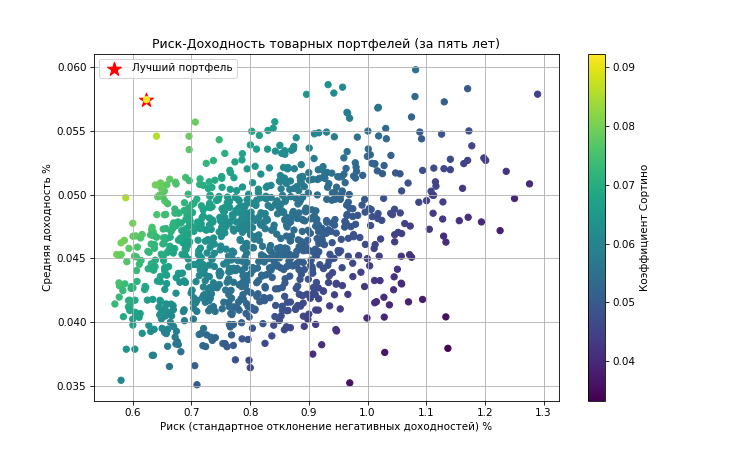 Риск-Доходность товарных портфелей (за пять лет)
Лучший портфель
0.060
0.055
0.050
0.045
0.040
0.035
Средняя доходность %
0.6 0.7 0.8 0.9 1.0 1.1 1.2 1.3
Риск (стандартное отклонение негативных доходностей) %
0.09
0.08
0.07
0.06
0.05
0.04
Коэффициент Сортино